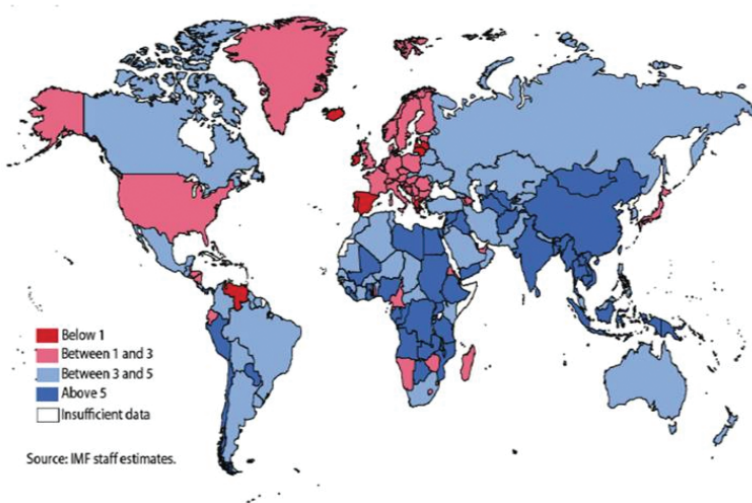 Below 1
Between 1 and 3
Between 3 and 5
Above 5
Insufficient data
Source: IMF staff estimates.